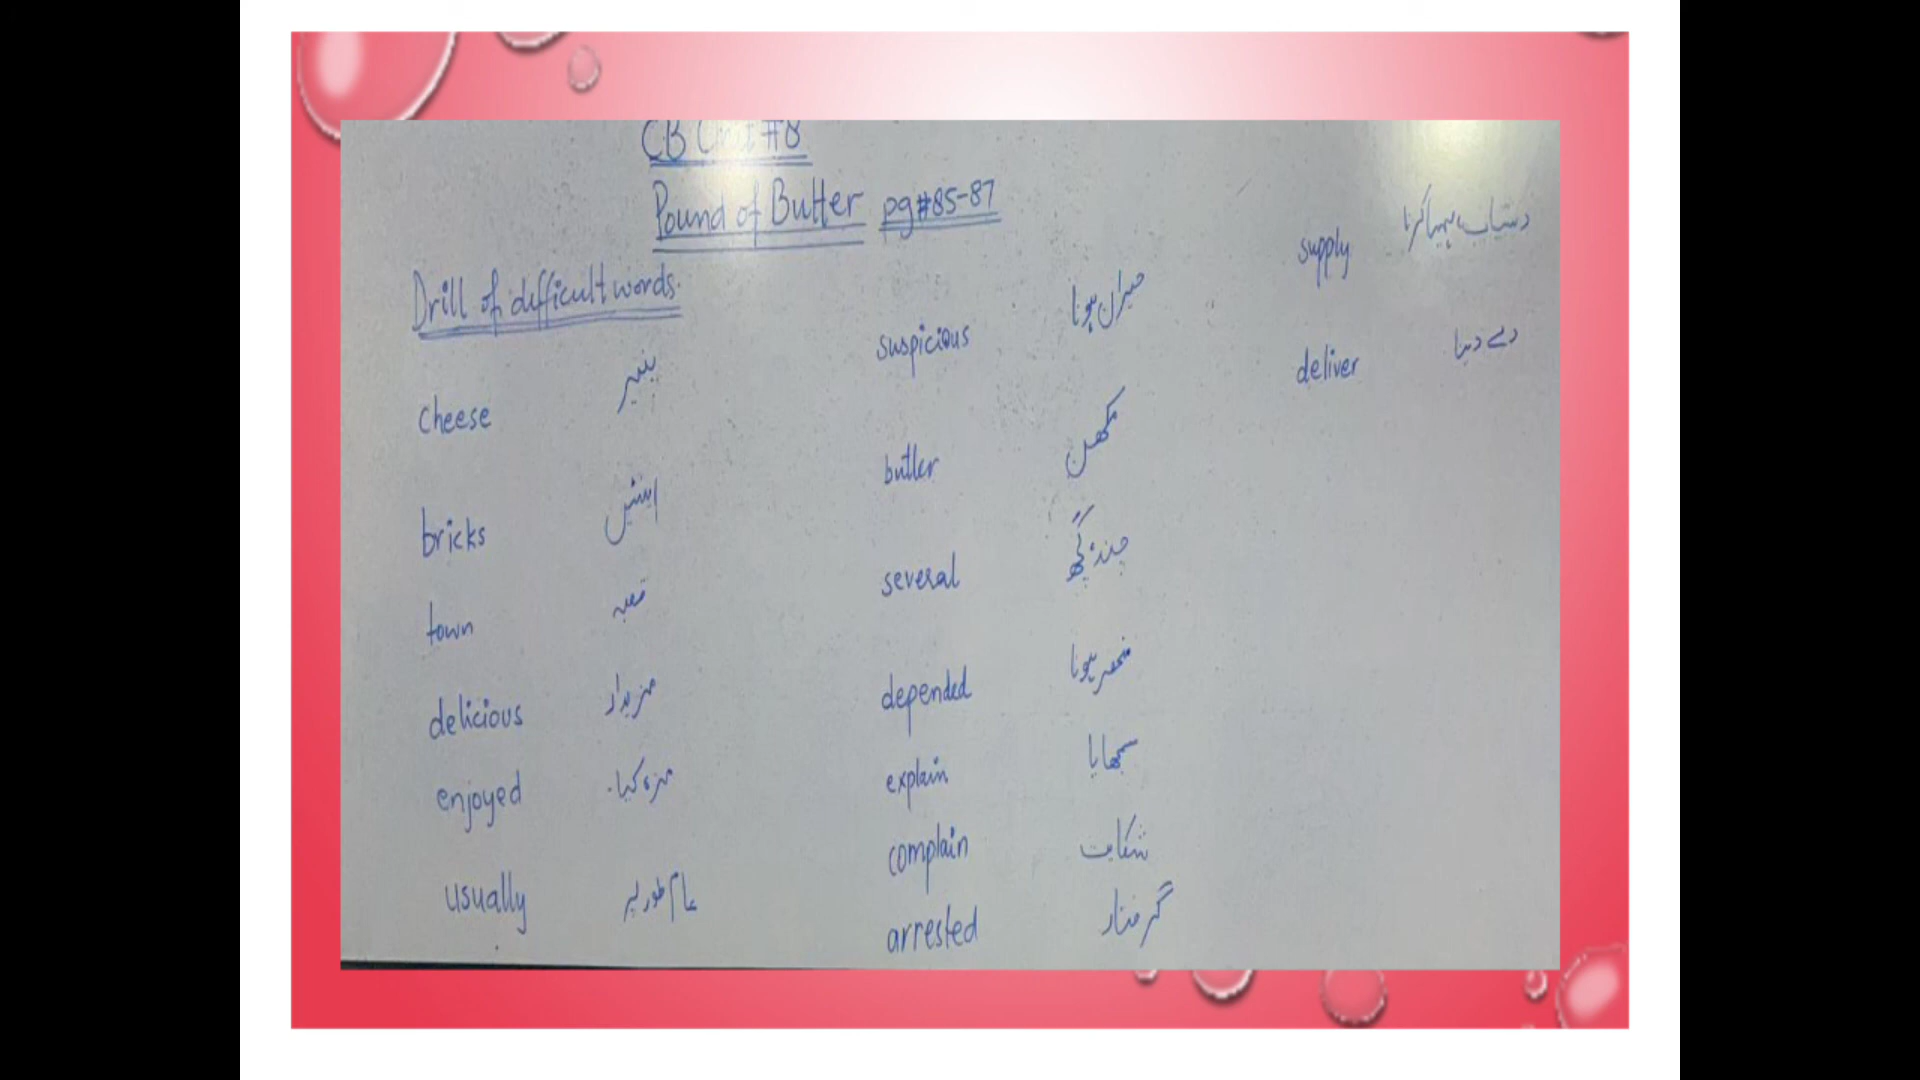 CB Unit #8
Pound of Butter pg#85-87
Drill of difficult words.
cheese پنیر
bricks اینٹیں
town قصبہ
delicious مزیدار
enjoyed مزہ کیا۔
usually عام طور پر
suspicious حیران ہونا
butter مکھن
several چند، کچھ
depended منحصر ہونا
explain سمجھایا
complain شکایت
arrested گرفتار
supply دستیاب، مہیا کرنا
deliver دے دینا